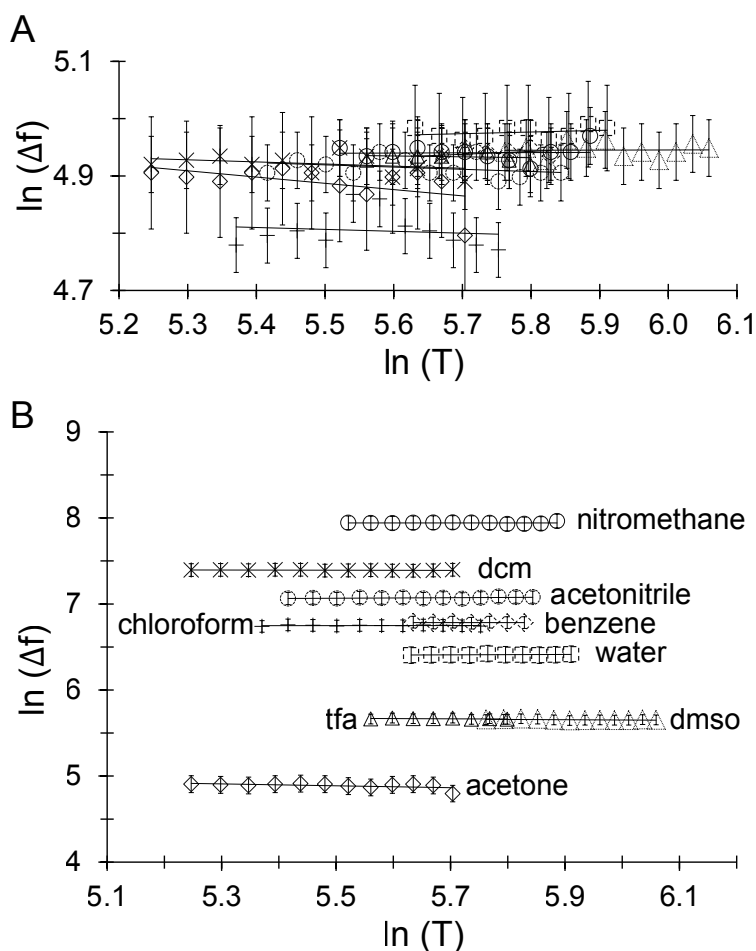 A
5.1
4.9
4.7
ln (Δf)
5.2 5.3 5.4 5.5 5.6 5.7 5.8 5.9 6.0 6.1
ln (T)
B
9
8
7
6
5
4
ln (Δf)
nitromethane
dcm
acetonitrile
chloroform
benzene
water
tfa
dmso
acetone
5.1 5.3 5.5 5.7 5.9 6.1
ln (T)